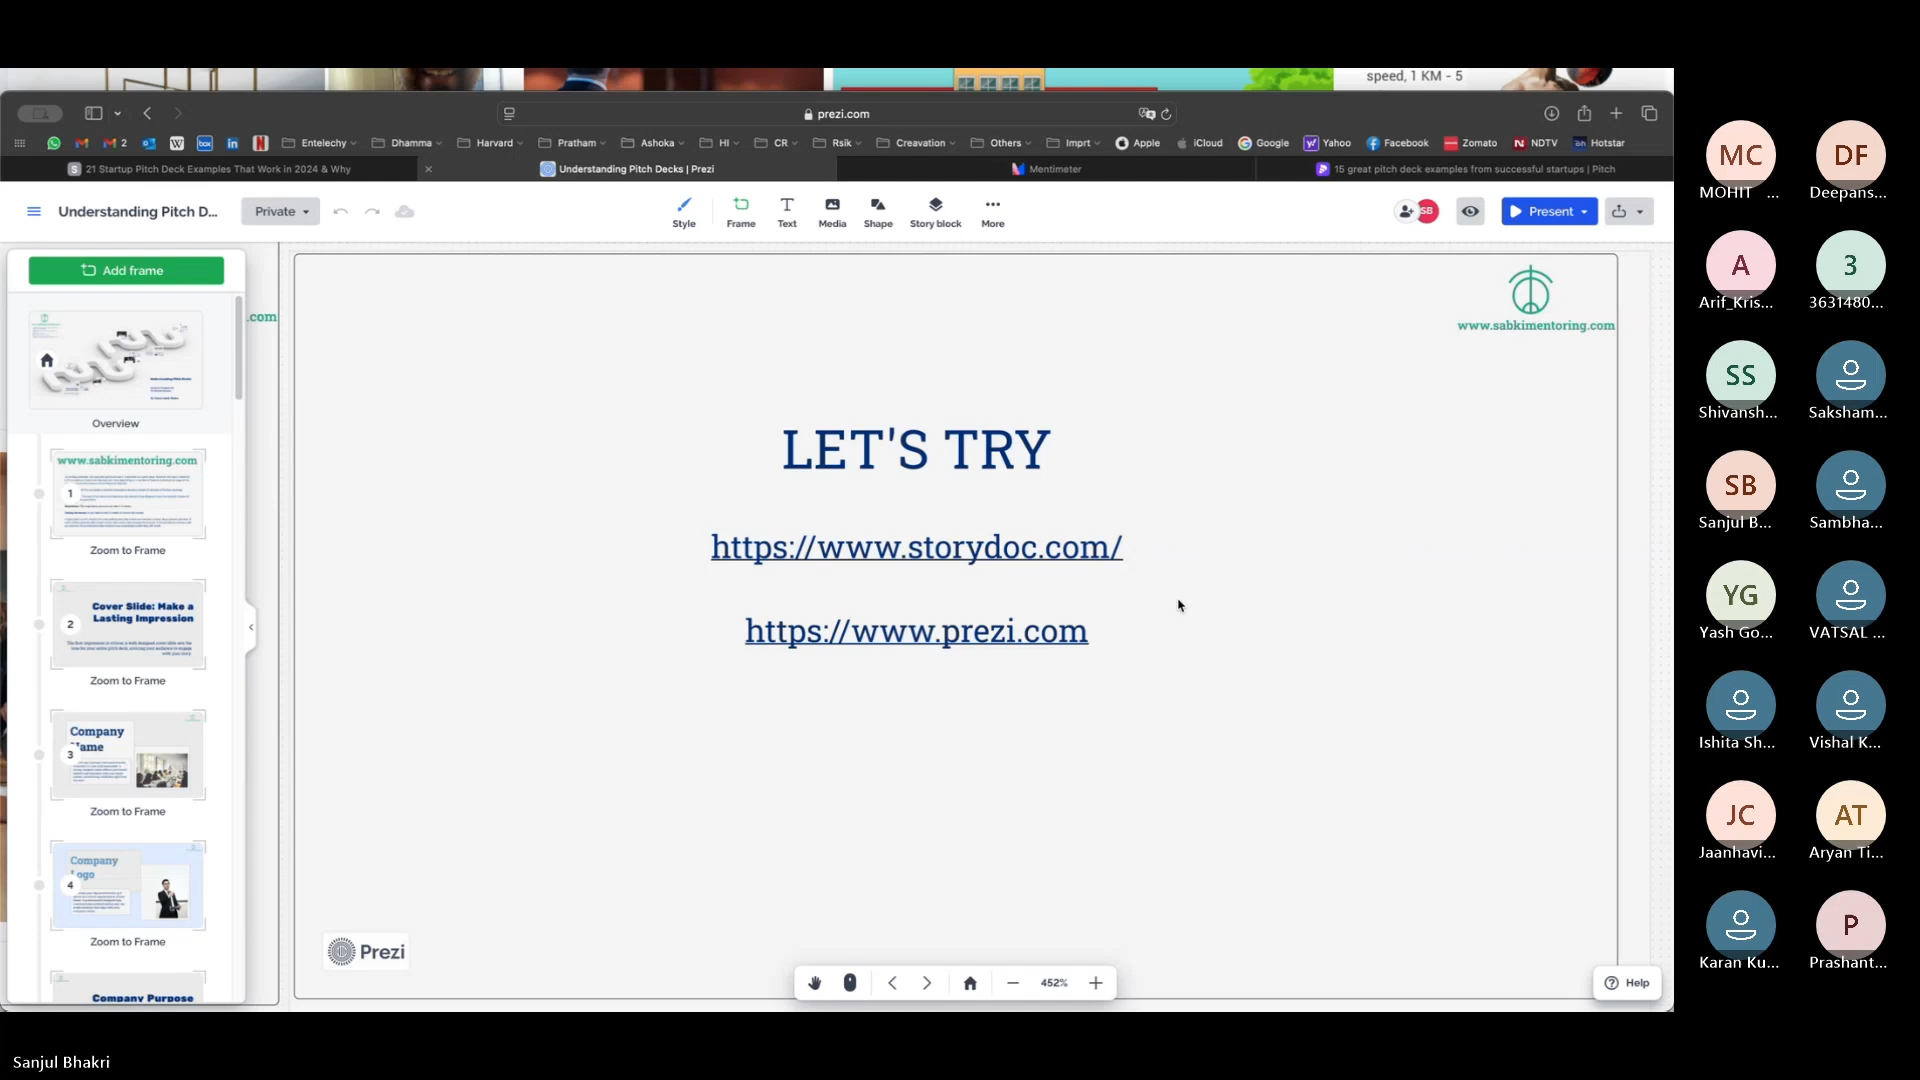 speed, 1 KM - 5
prezi.com
2
Entelechy
Dhamma
Harvard
Pratham
Ashoka
HI
CR
Rsik
Creavation
Others
Imprt
Apple
iCloud
Google
Yahoo
Facebook
Zomato
NDTV
Hotstar
21 Startup Pitch Deck Examples That Work in 2024 & Why
Understanding Pitch Decks | Prezi
Mentimeter
15 great pitch deck examples from successful startups | Pitch
Understanding Pitch D...
Private
Style
Frame
Text
Media
Shape
Story block
More
SB
Present
Add frame
Overview
www.sabkimentoring.com
1
Zoom to Frame
Cover Slide: Make a
Lasting Impression
2
Zoom to Frame
Company
Name
3
Zoom to Frame
Company
Logo
4
Zoom to Frame
Company Purpose
.com
www.sabkimentoring.com
LET'S TRY
https://www.storydoc.com/
https://www.prezi.com
Prezi
452%
Help
MC
MOHIT ...
DF
Deepans...
A
Arif_Kris...
3
3631480...
SS
Shivansh...
Saksham...
SB
Sanjul B...
Sambha...
YG
Yash Go...
VATSAL ...
Ishita Sh...
Vishal K...
JC
Jaanhavi...
AT
Aryan Ti...
Karan Ku...
P
Prashant...
Sanjul Bhakri